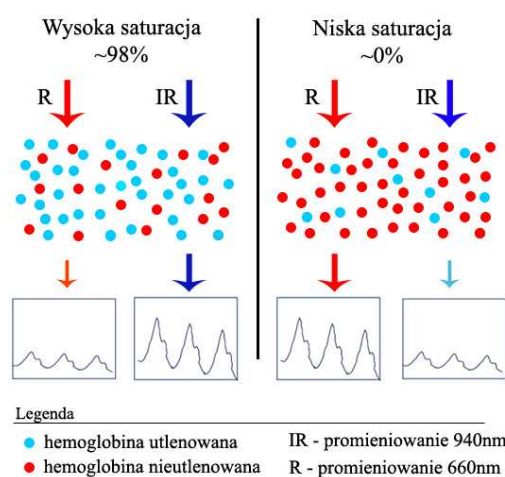 Wysoka saturacja
~98%
Niska saturacja
~0%
R
IR
R
IR
Legenda
hemoglobina utlenowana
hemoglobina nieutlenowana
IR - promieniowanie 940nm
R - promieniowanie 660nm